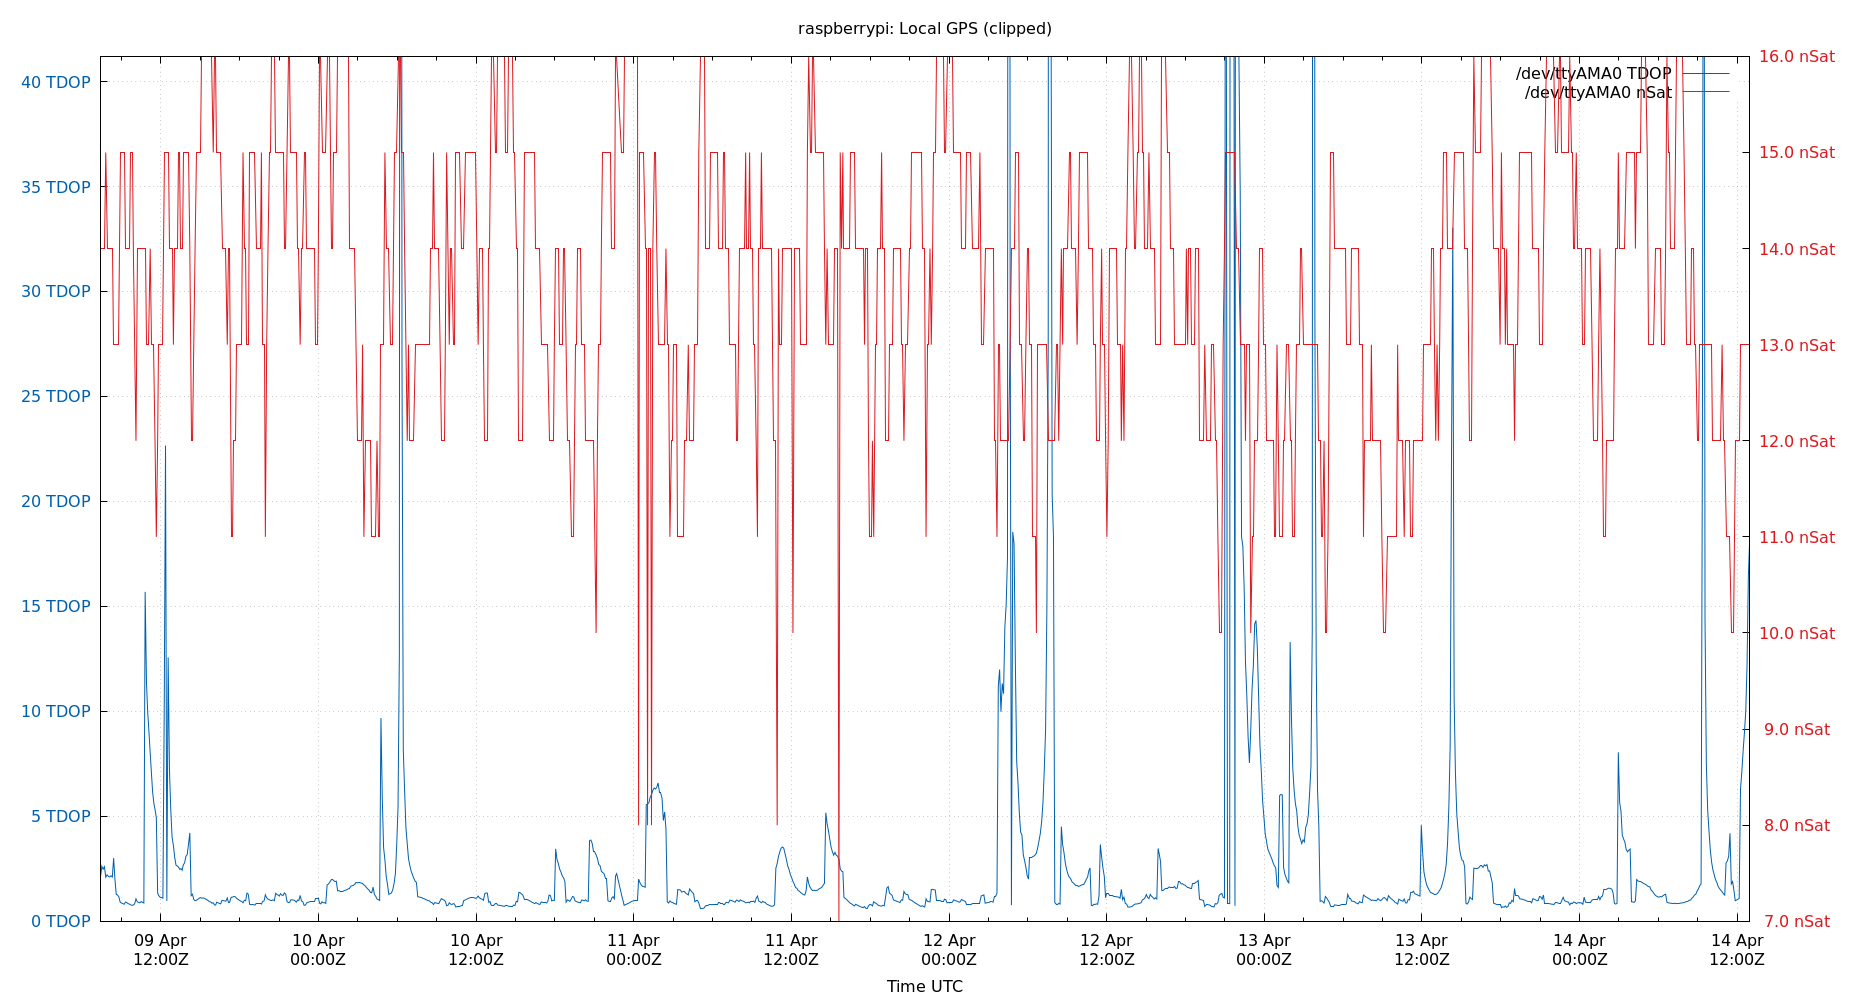 raspberrypi: Local GPS (clipped)
40 TDOP
35 TDOP
30 TDOP
25 TDOP
20 TDOP
15 TDOP
10 TDOP
5 TDOP
0 TDOP
16.0 nSat
15.0 nSat
14.0 nSat
13.0 nSat
12.0 nSat
11.0 nSat
10.0 nSat
9.0 nSat
8.0 nSat
7.0 nSat
/dev/ttyAMA0 TDOP
/dev/ttyAMA0 nSat
09 Apr
12:00Z
10 Apr
00:00Z
10 Apr
12:00Z
11 Apr
00:00Z
11 Apr
12:00Z
12 Apr
00:00Z
12 Apr
12:00Z
13 Apr
00:00Z
13 Apr
12:00Z
14 Apr
00:00Z
14 Apr
12:00Z
Time UTC